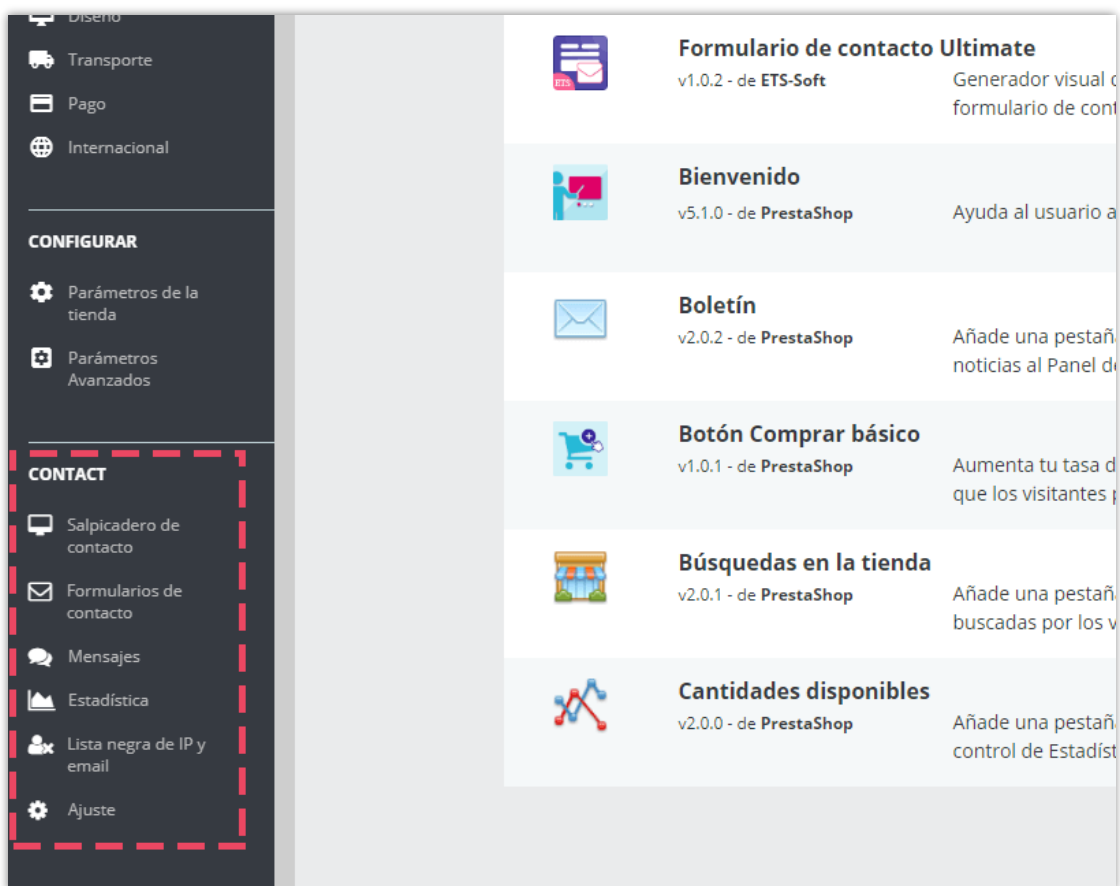 Diseño
Transporte
Pago
Internacional
CONFIGURAR
Parámetros de la
tienda
Parámetros
Avanzados
CONTACT
Salpicadero de
contacto
Formularios de
contacto
Mensajes
Estadística
Lista negra de IP y
email
Ajuste
Formulario de contacto Ultimate
v1.0.2 - de ETS-Soft
Generador visual
formulario de cont
ETS
Bienvenido
v5.1.0 - de PrestaShop
Ayuda al usuario a
Boletín
v2.0.2 - de PrestaShop
Añade una pestaña
noticias al Panel de
Botón Comprar básico
v1.0.1 - de PrestaShop
Aumenta tu tasa d
que los visitantes
Búsquedas en la tienda
v2.0.1 - de PrestaShop
Añade una pestaña
buscadas por los v
Cantidades disponibles
v2.0.0 - de PrestaShop
Añade una pestaña
control de Estadíst